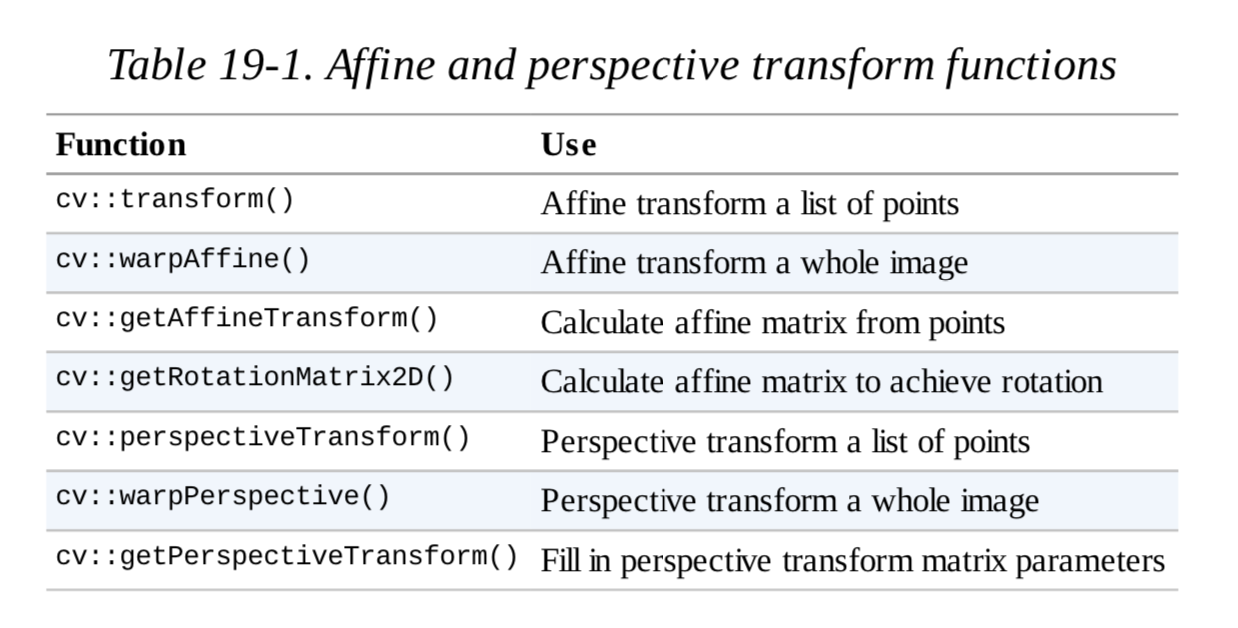 Table 19-1. Affine and perspective transform functions
Function Use
cv::transform() Affine transform a list of points
cv::warpAffine() Affine transform a whole image
cv::getAffineTransform() Calculate affine matrix from points
cv::getRotationMatrix2D() Calculate affine matrix to achieve rotation
cv::perspectiveTransform() Perspective transform a list of points
cv::warpPerspective() Perspective transform a whole image
cv::getPerspectiveTransform() Fill in perspective transform matrix parameters